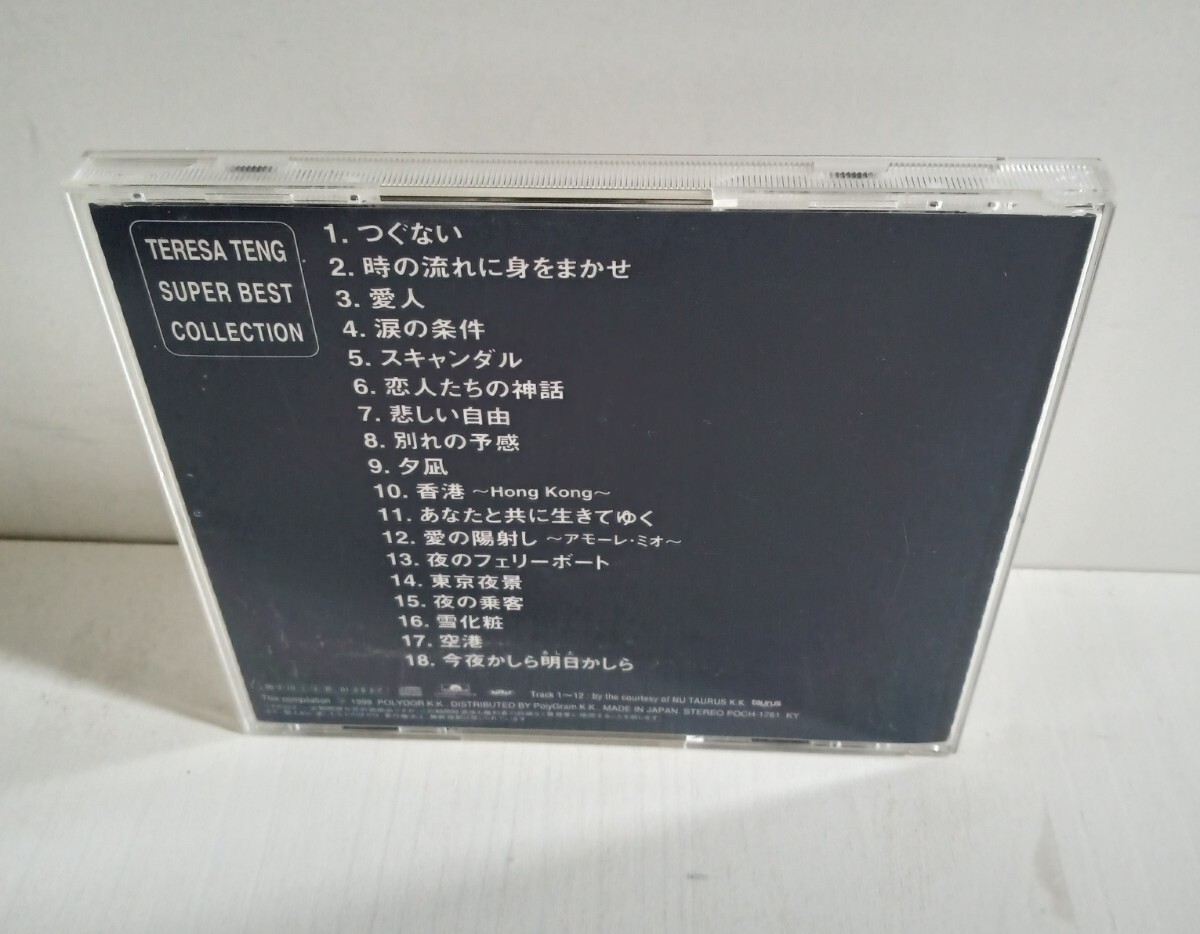 TERESA TENG
SUPER BEST
COLLECTION
1. つぐない
2. 時の流れに身をまかせ
3. 愛人
4. 涙の条件
5. スキャンダル
6. 恋人たちの神話
7. 悲しい自由
8. 別れの予感
9. 夕凪
10. 香港 ~Hong Kong~
11. あなたと共に生きてゆく
12. 愛の陽射し ~アモーレ・ミオ~
13. 夜のフェリーボート
14. 東京夜景
15. 夜の乗客
16. 雪化粧
17. 空港
18. 今夜かしら明日かしら
Track 1~12 : by the courtesy of NU TAURUS K.K. taurus
This compilation ℗ 1999 POLYDOR K.K. DISTRIBUTED BY PolyGram K.K. MADE IN JAPAN. STEREO POCH-1761 KY